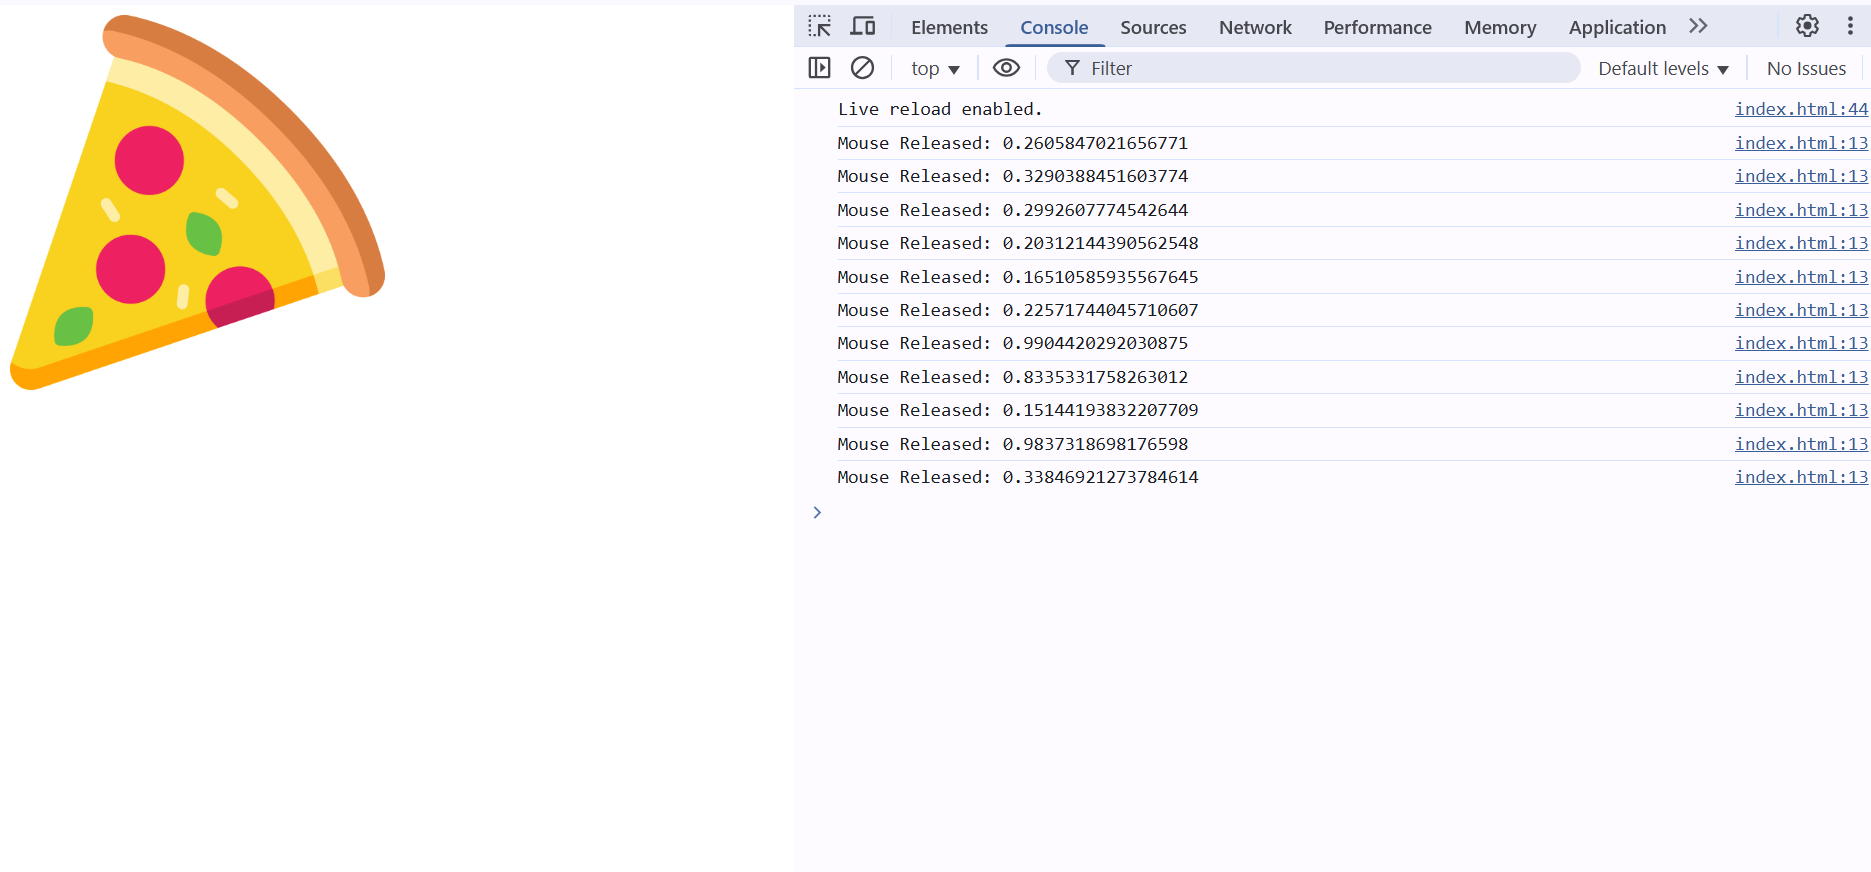 Elements Console Sources Network Performance Memory Application
top Filter Default levels No Issues
Live reload enabled. index.html:44
Mouse Released: 0.2605847021656771 index.html:13
Mouse Released: 0.3290388451603774 index.html:13
Mouse Released: 0.2992607774542644 index.html:13
Mouse Released: 0.20312144390562548 index.html:13
Mouse Released: 0.16510585935567645 index.html:13
Mouse Released: 0.22571744045710607 index.html:13
Mouse Released: 0.9904420292030875 index.html:13
Mouse Released: 0.8335331758263012 index.html:13
Mouse Released: 0.15144193832207709 index.html:13
Mouse Released: 0.9837318698176598 index.html:13
Mouse Released: 0.33846921273784614 index.html:13